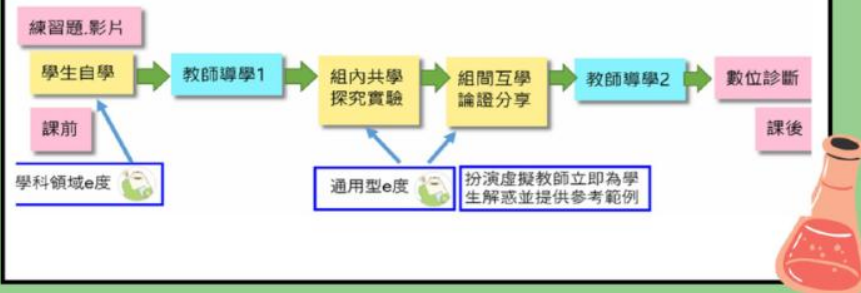 練習題.影片
學生自學
教師導學1
組內共學
探究實驗
組間互學
論證分享
教師導學2
數位診斷
課前
課後
學科領域e度
通用型e度
扮演虛擬教師立即為學
生解惑並提供參考範例